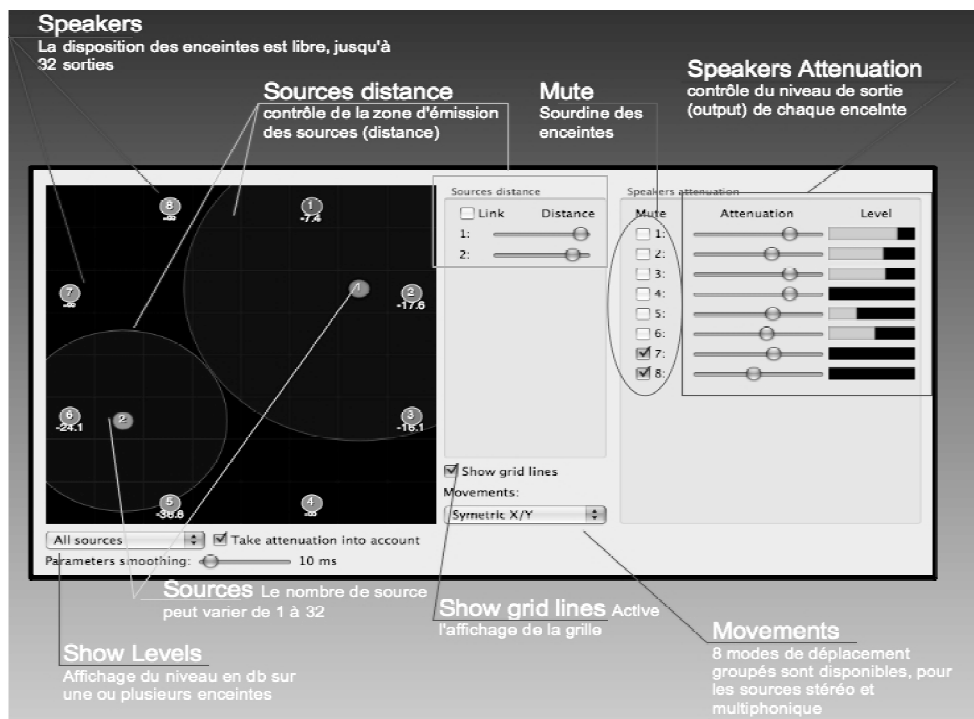 Speakers
La disposition des enceintes est libre, jusqu'à
32 sorties
Sources distance
contrôle de la zone d'émission
des sources (distance)
Mute
Sourdine des
enceintes
Speakers Attenuation
contrôle du niveau de sortie
(output) de chaque enceinte
8
-∞
1
-7.4
7
-∞
1
2
-17.6
6
-24.1
2
3
-16.1
5
-36.8
4
-∞
Sources distance
Link Distance
1:
2:
Speakers attenuation
Mute Attenuation Level
1:
2:
3:
4:
5:
6:
7:
8:
Show grid lines
Movements:
Symetric X/Y
All sources Take attenuation into account
Parameters smoothing: 10 ms
Sources Le nombre de source
peut varier de 1 à 32
Show grid lines Active
l'affichage de la grille
Show Levels
Affichage du niveau en db sur
une ou plusieurs enceintes
Movements
8 modes de déplacement
groupés sont disponibles, pour
les sources stéréo et
multiphonique